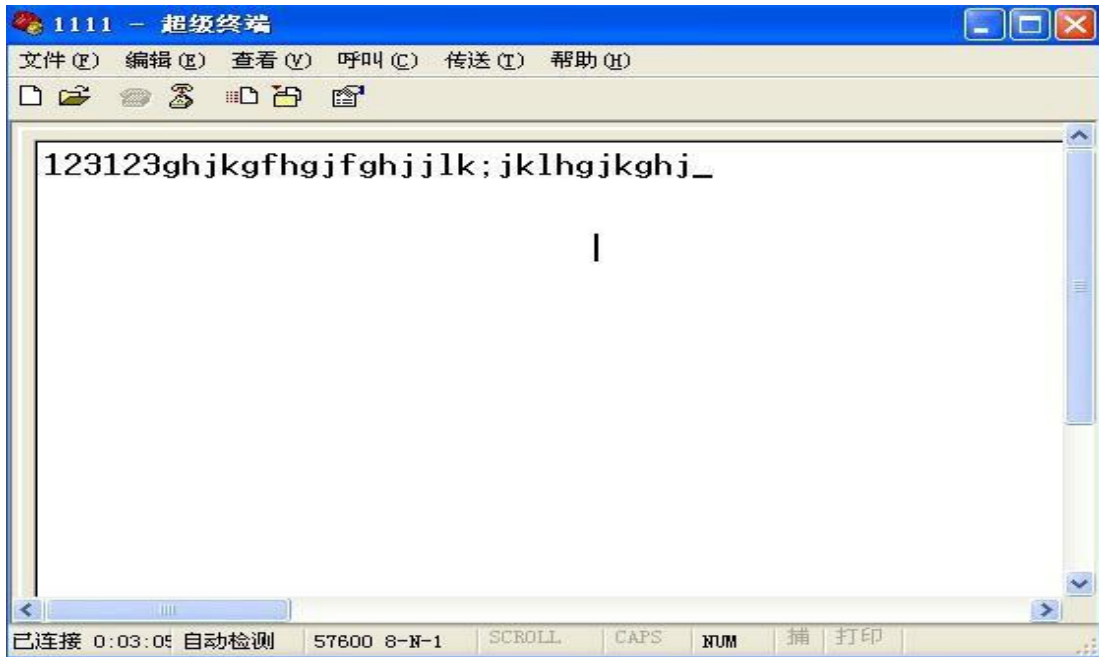 1111 - 超级终端
文件(F) 编辑(E) 查看(V) 呼叫(C) 传送(T) 帮助(H)
123123ghjkgfhgjfghjjlk;jklhgjkghj_
已连接 0:03:05 自动检测 57600 8-N-1 SCROLL CAPS NUM 捕 打印